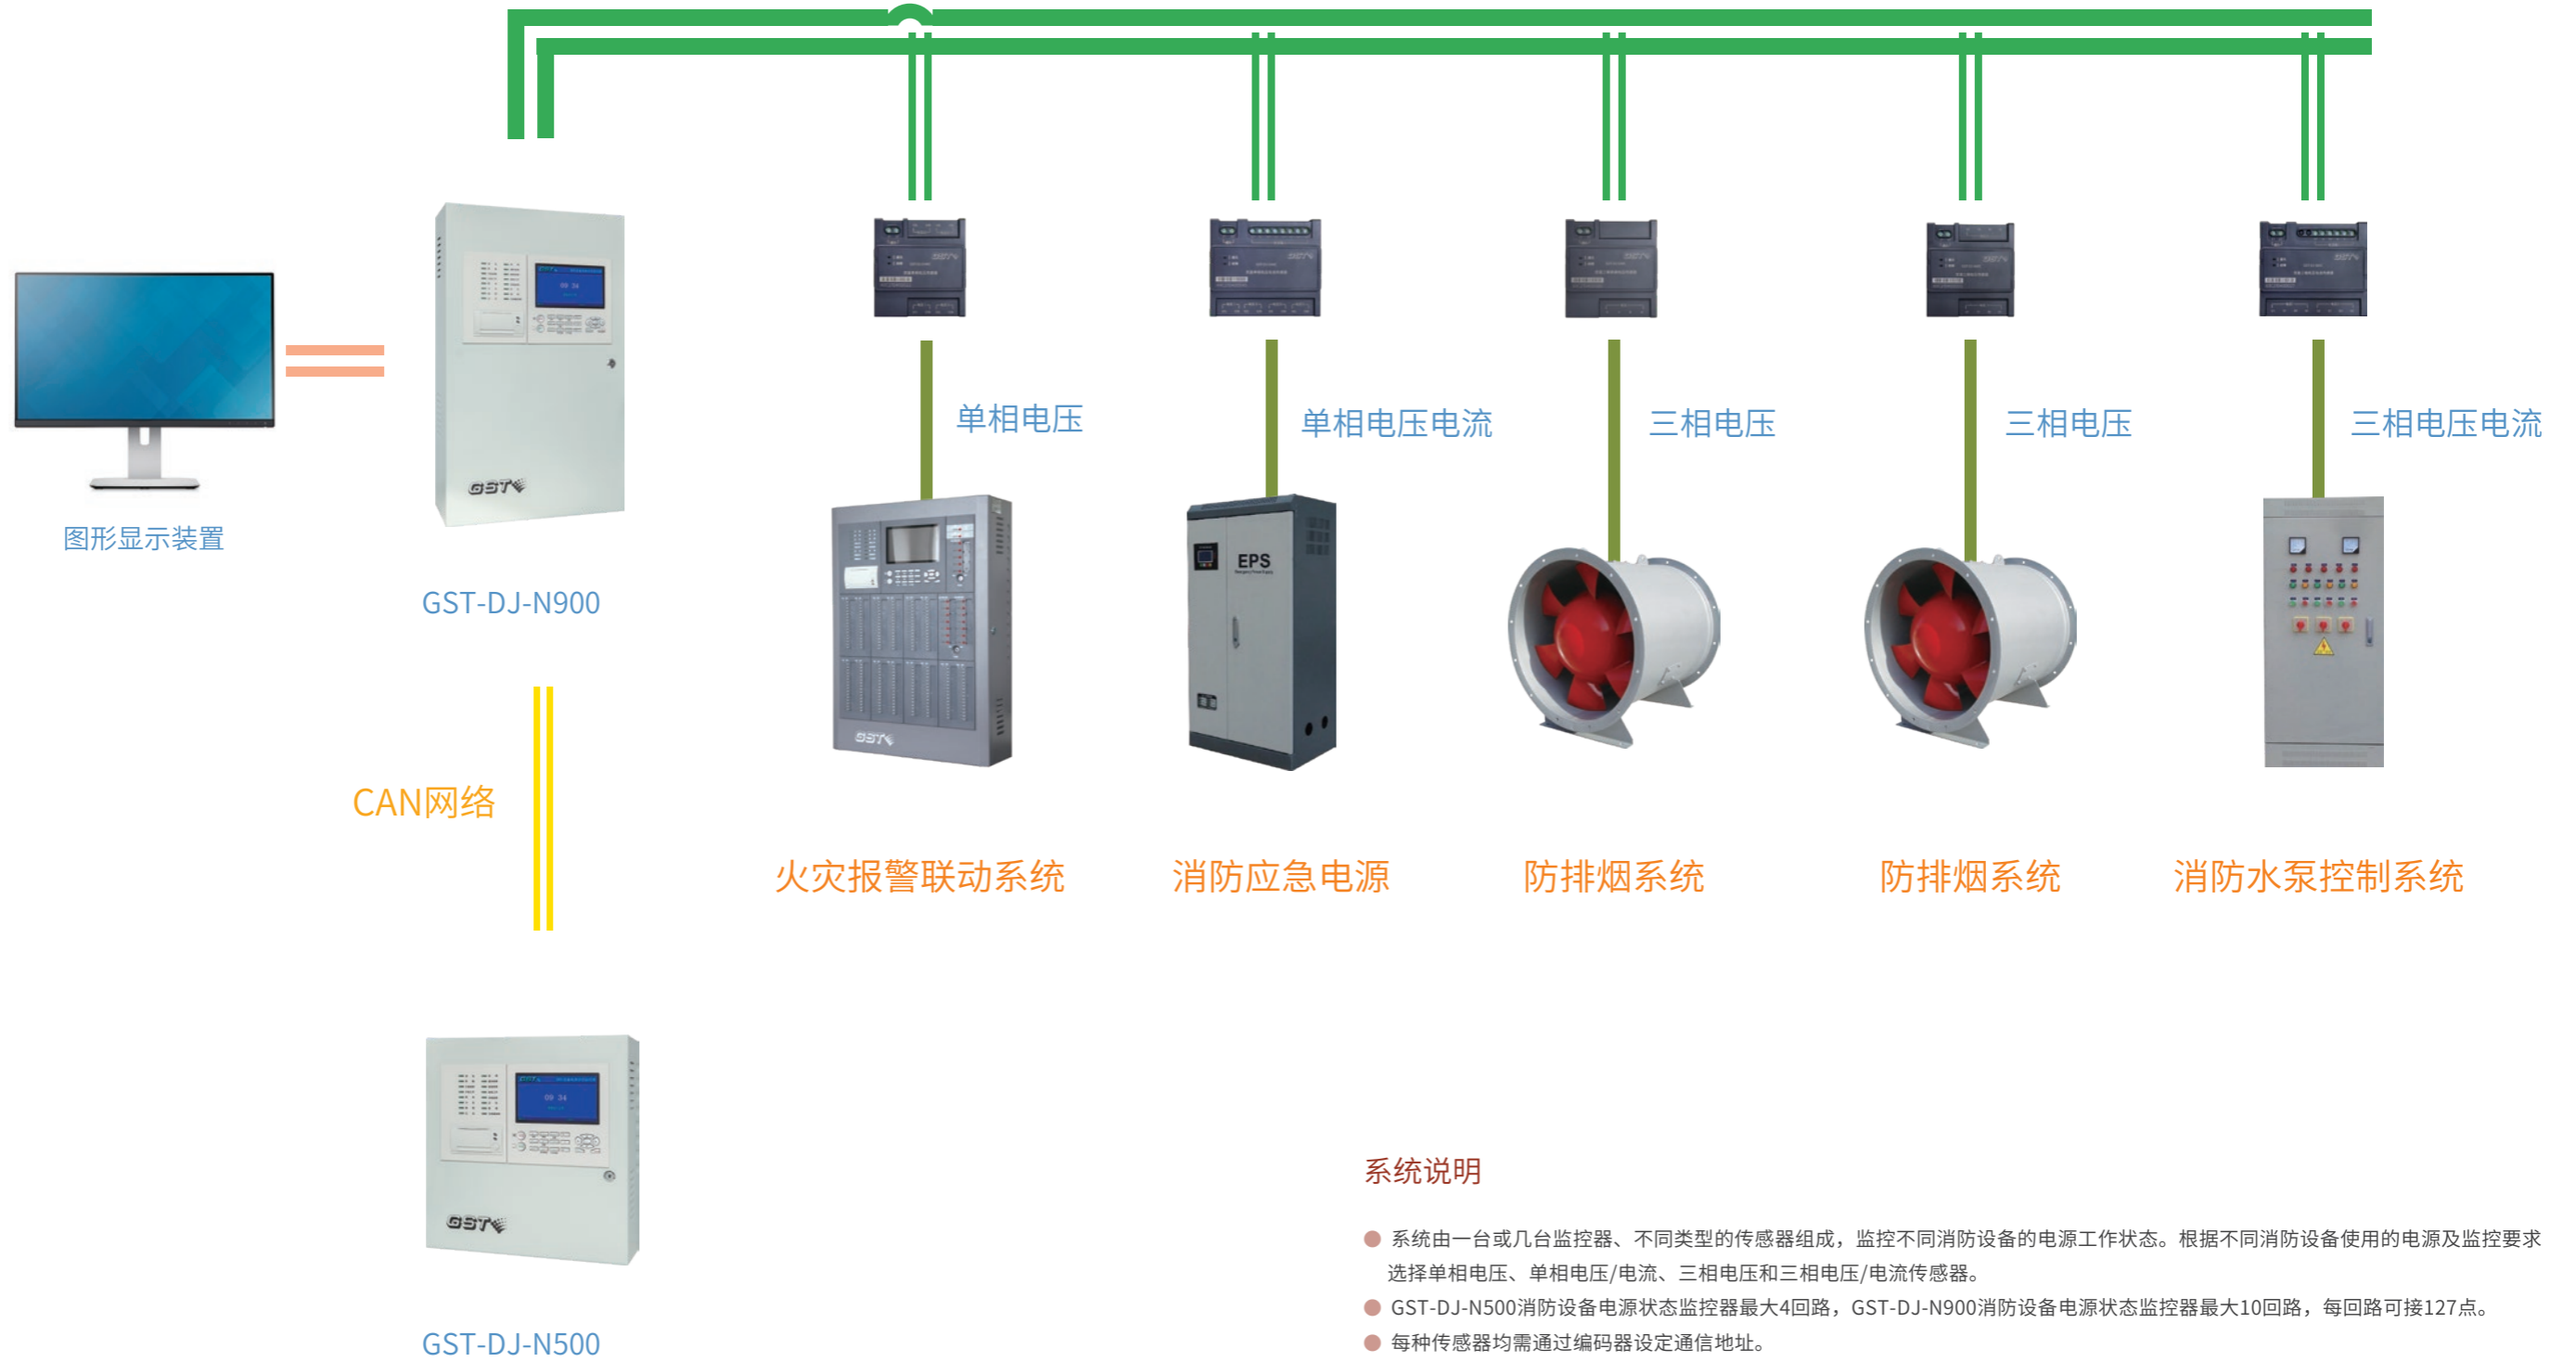 单相电压
单相电压电流
三相电压
三相电压
三相电压电流
GST
图形显示装置
GST-DJ-N900
EPS
GST
CAN网络
火灾报警联动系统
消防应急电源
防排烟系统
防排烟系统
消防水泵控制系统
09 34
GST
GST-DJ-N500
系统说明
系统由一台或几台监控器、不同类型的传感器组成，监控不同消防设备的电源工作状态。根据不同消防设备使用的电源及监控要求
选择单相电压、单相电压/电流、三相电压和三相电压/电流传感器。
GST-DJ-N500消防设备电源状态监控器最大4回路，GST-DJ-N900消防设备电源状态监控器最大10回路，每回路可接127点。
每种传感器均需通过编码器设定通信地址。